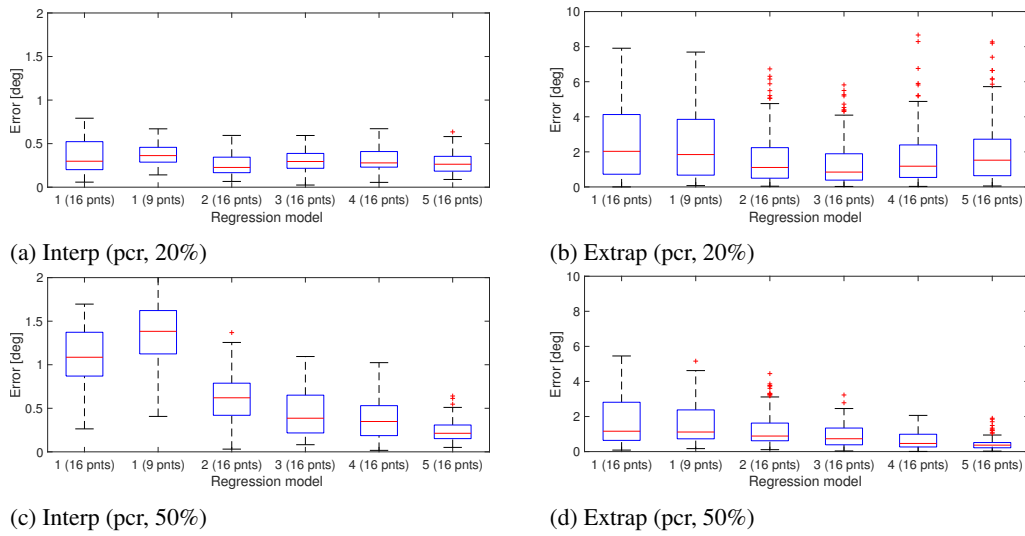 2
1.5
1
0.5
0
Error [deg]
1 (16 pnts) 1 (9 pnts) 2 (16 pnts) 3 (16 pnts) 4 (16 pnts) 5 (16 pnts)
Regression model
(a) Interp (pcr, 20%)
10
8
6
4
2
0
Error [deg]
1 (16 pnts) 1 (9 pnts) 2 (16 pnts) 3 (16 pnts) 4 (16 pnts) 5 (16 pnts)
Regression model
(b) Extrap (pcr, 20%)
2
1.5
1
0.5
0
Error [deg]
1 (16 pnts) 1 (9 pnts) 2 (16 pnts) 3 (16 pnts) 4 (16 pnts) 5 (16 pnts)
Regression model
(c) Interp (pcr, 50%)
10
8
6
4
2
0
Error [deg]
1 (16 pnts) 1 (9 pnts) 2 (16 pnts) 3 (16 pnts) 4 (16 pnts) 5 (16 pnts)
Regression model
(d) Extrap (pcr, 50%)